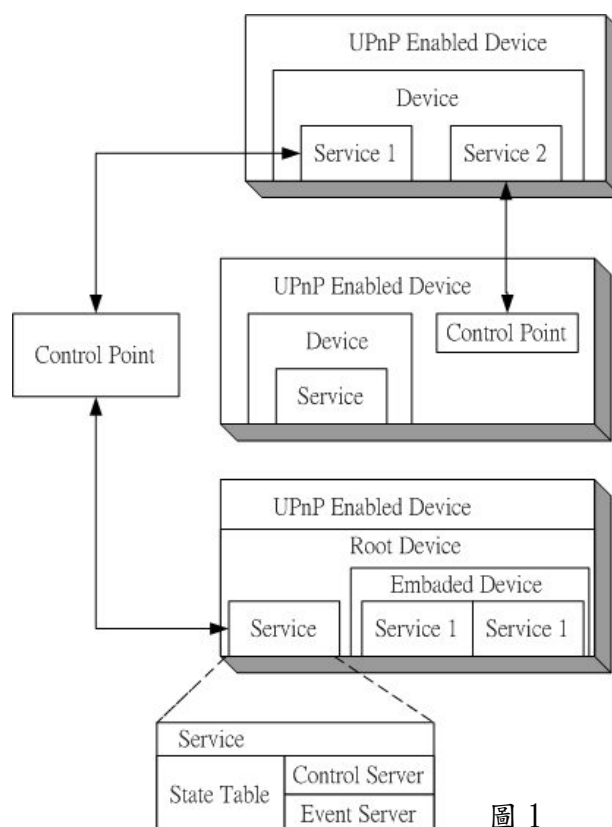 UPnP Enabled Device
Device
Service 1 Service 2
UPnP Enabled Device
Device
Control Point
Service
Control Point
UPnP Enabled Device
Root Device
Embaded Device
Service
Service 1
Service 1
Service
State Table
Control Server
Event Server
圖 1